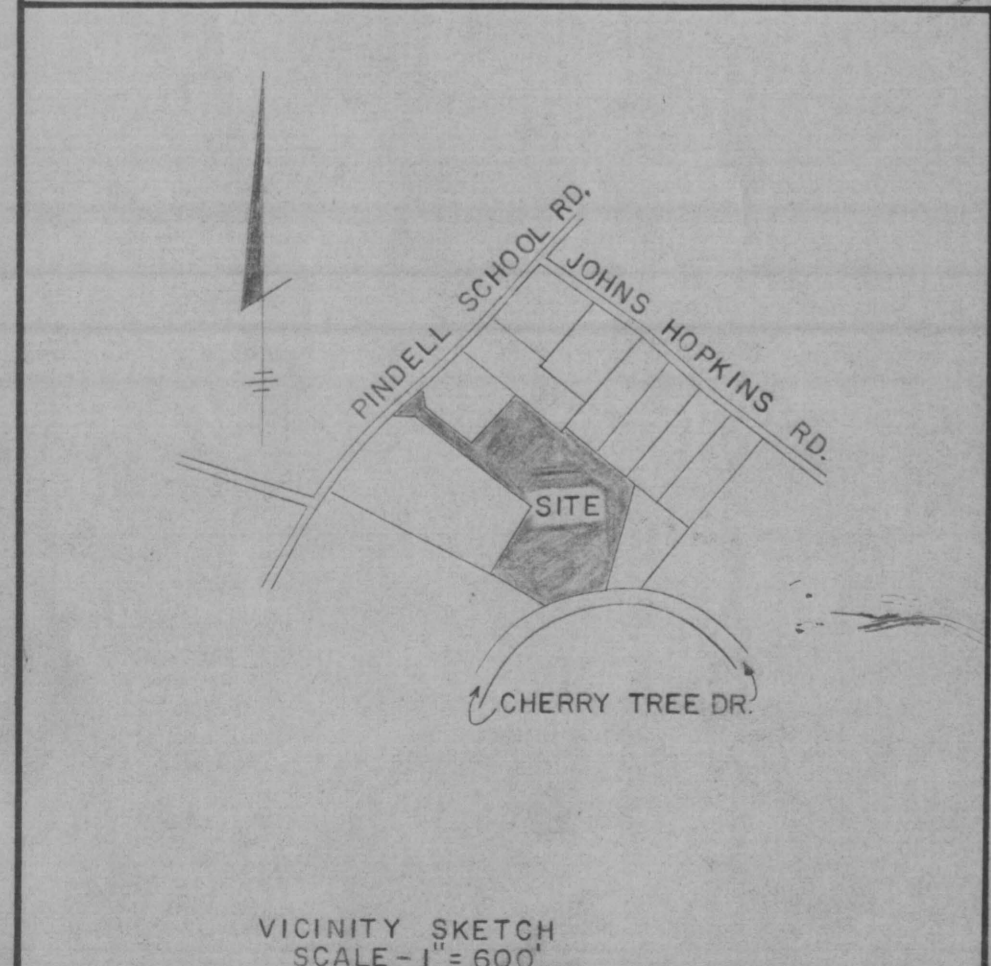 PINDELL SCHOOL RD.
JOHNS HOPKINS RD.
SITE
CHERRY TREE DR.
VICINITY SKETCH
SCALE - 1" = 600'